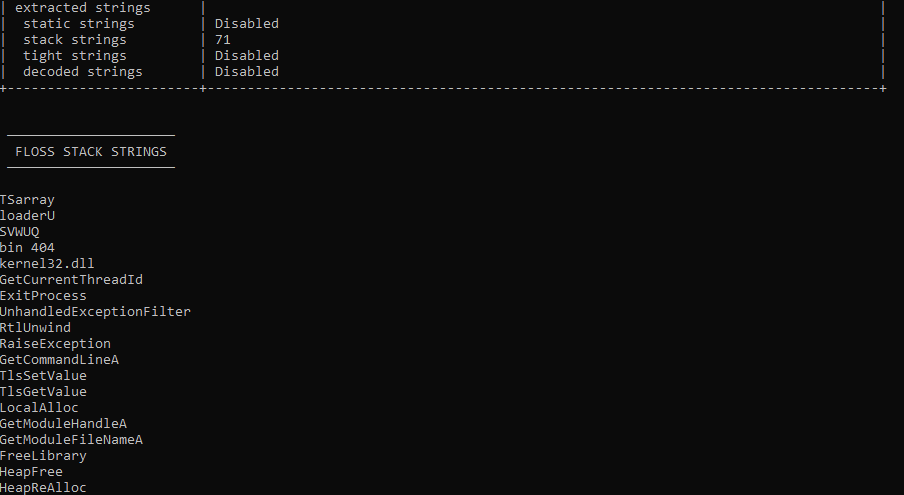 | extracted strings | |
| static strings | Disabled |
| stack strings | 71 |
| tight strings | Disabled |
| decoded strings | Disabled |
+------------------------+------------------------------------------------------------------------------------+
FLOSS STACK STRINGS
TSarray
loaderU
SVWUQ
bin 404
kernel32.dll
GetCurrentThreadId
ExitProcess
UnhandledExceptionFilter
RtlUnwind
RaiseException
GetCommandLineA
TlsSetValue
TlsGetValue
LocalAlloc
GetModuleHandleA
GetModuleFileNameA
FreeLibrary
HeapFree
HeapReAlloc